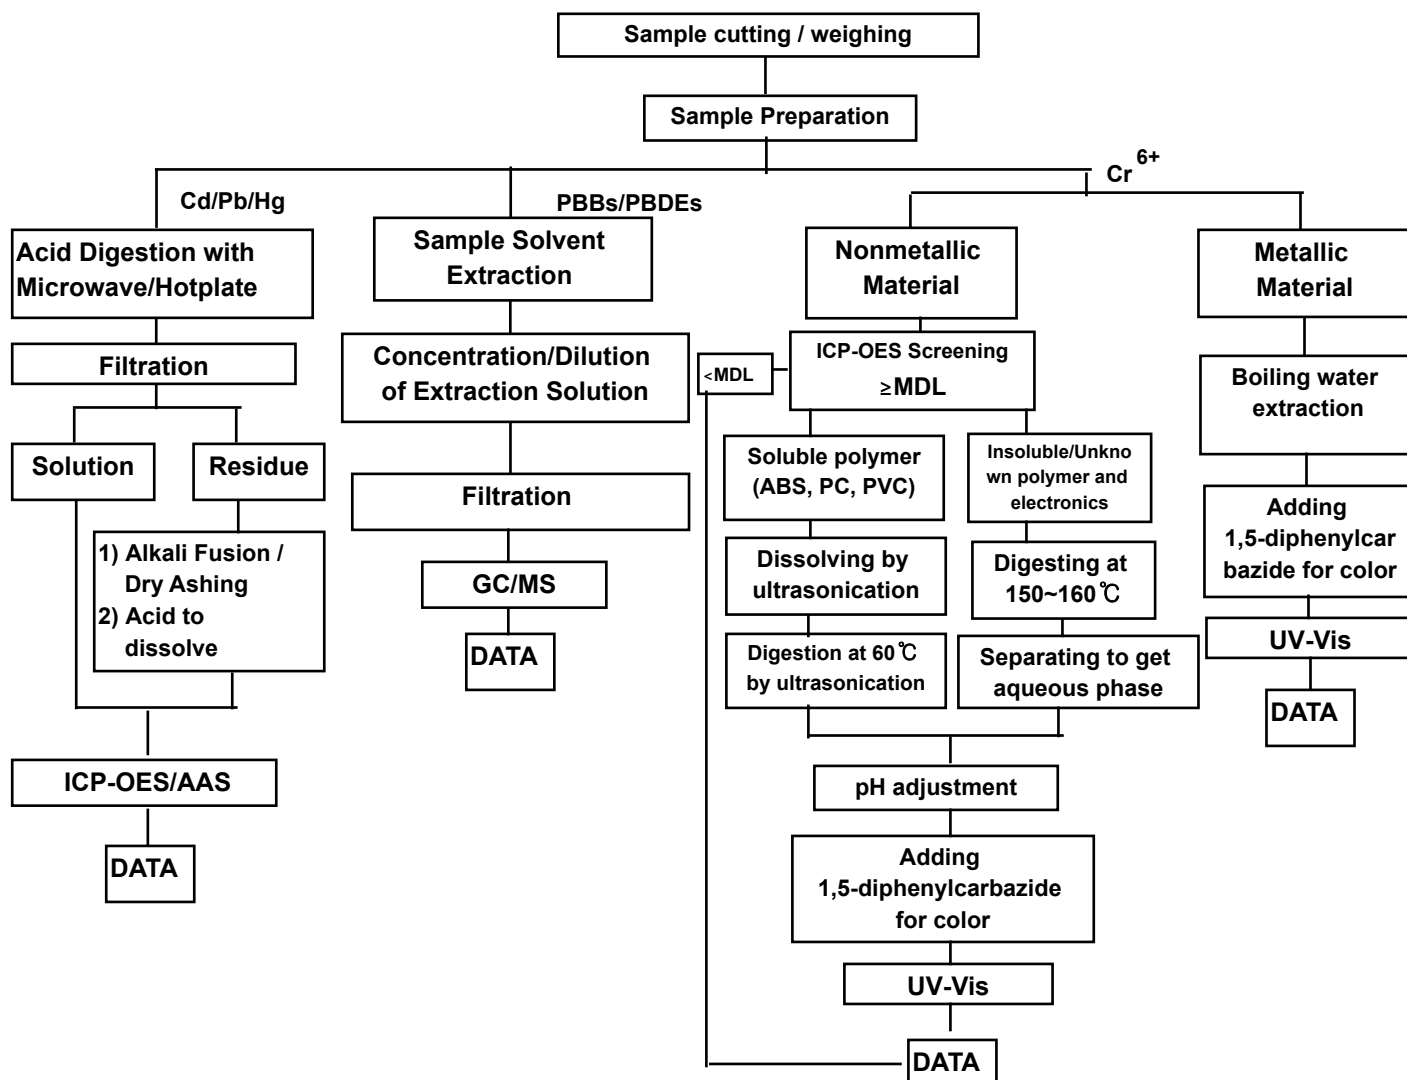 Sample cutting / weighing
Sample Preparation
Cr 6+
Cd/Pb/Hg
PBBs/PBDEs
Acid Digestion with
Microwave/Hotplate
Filtration
Solution
Residue
1) Alkali Fusion /
Dry Ashing
2) Acid to
dissolve
ICP-OES/AAS
DATA
Sample Solvent
Extraction
Concentration/Dilution
of Extraction Solution
Filtration
GC/MS
DATA
Nonmetallic
Material
ICP-OES Screening
≥MDL
<MDL
Soluble polymer
(ABS, PC, PVC)
Dissolving by
ultrasonication
Digestion at 60℃
by ultrasonication
Insoluble/Unkno
wn polymer and
electronics
Digesting at
150~160℃
Separating to get
aqueous phase
pH adjustment
Adding
1,5-diphenylcarbazide
for color
UV-Vis
DATA
Metallic
Material
Boiling water
extraction
Adding
1,5-diphenylcar
bazide for color
UV-Vis
DATA